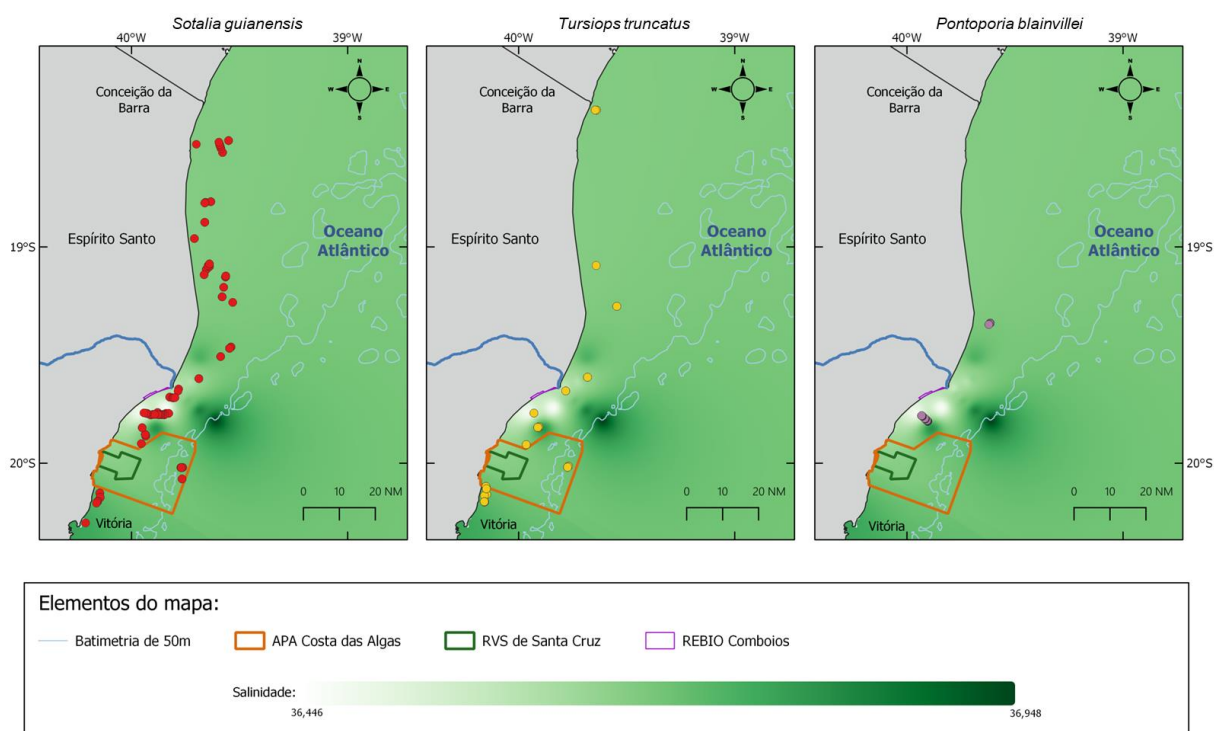 Sotalia guianensis
Tursiops truncatus
Pontoporia blainvillei
40°W
39°W
40°W
39°W
40°W
39°W
N
W
E
S
Conceição da
Barra
N
W
E
S
Conceição da
Barra
N
W
E
S
Conceição da
Barra
19°S
Espírito Santo
Oceano
Atlântico
19°S
Espírito Santo
Oceano
Atlântico
19°S
Espírito Santo
Oceano
Atlântico
20°S
Vitória
0 10 20 NM
20°S
Vitória
0 10 20 NM
20°S
Vitória
0 10 20 NM
Elementos do mapa:
Batimetria de 50m
APA Costa das Algas
RVS de Santa Cruz
REBIO Comboios
Salinidade:
36,446
36,948